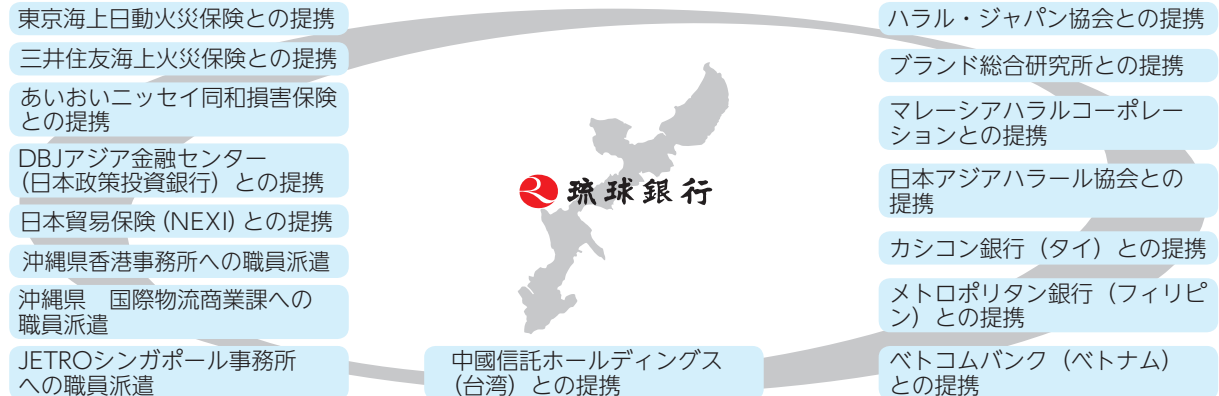 東京海上日動火災保険との提携
三井住友海上火災保険との提携
あいおいニッセイ同和損害保険
との提携
DBJアジア金融センター
(日本政策投資銀行)との提携
日本貿易保険 (NEXI) との提携
沖縄県香港事務所への職員派遣
沖縄県　国際物流商業課への
職員派遣
JETROシンガポール事務所
への職員派遣
琉球銀行
中國信託ホールディングス
(台湾)との提携
ハラル・ジャパン協会との提携
ブランド総合研究所との提携
マレーシアハラルコーポレー
ションとの提携
日本アジアハラール協会との
提携
カシコン銀行(タイ)との提携
メトロポリタン銀行(フィリピ
ン)との提携
ベトコムバンク(ベトナム)
との提携